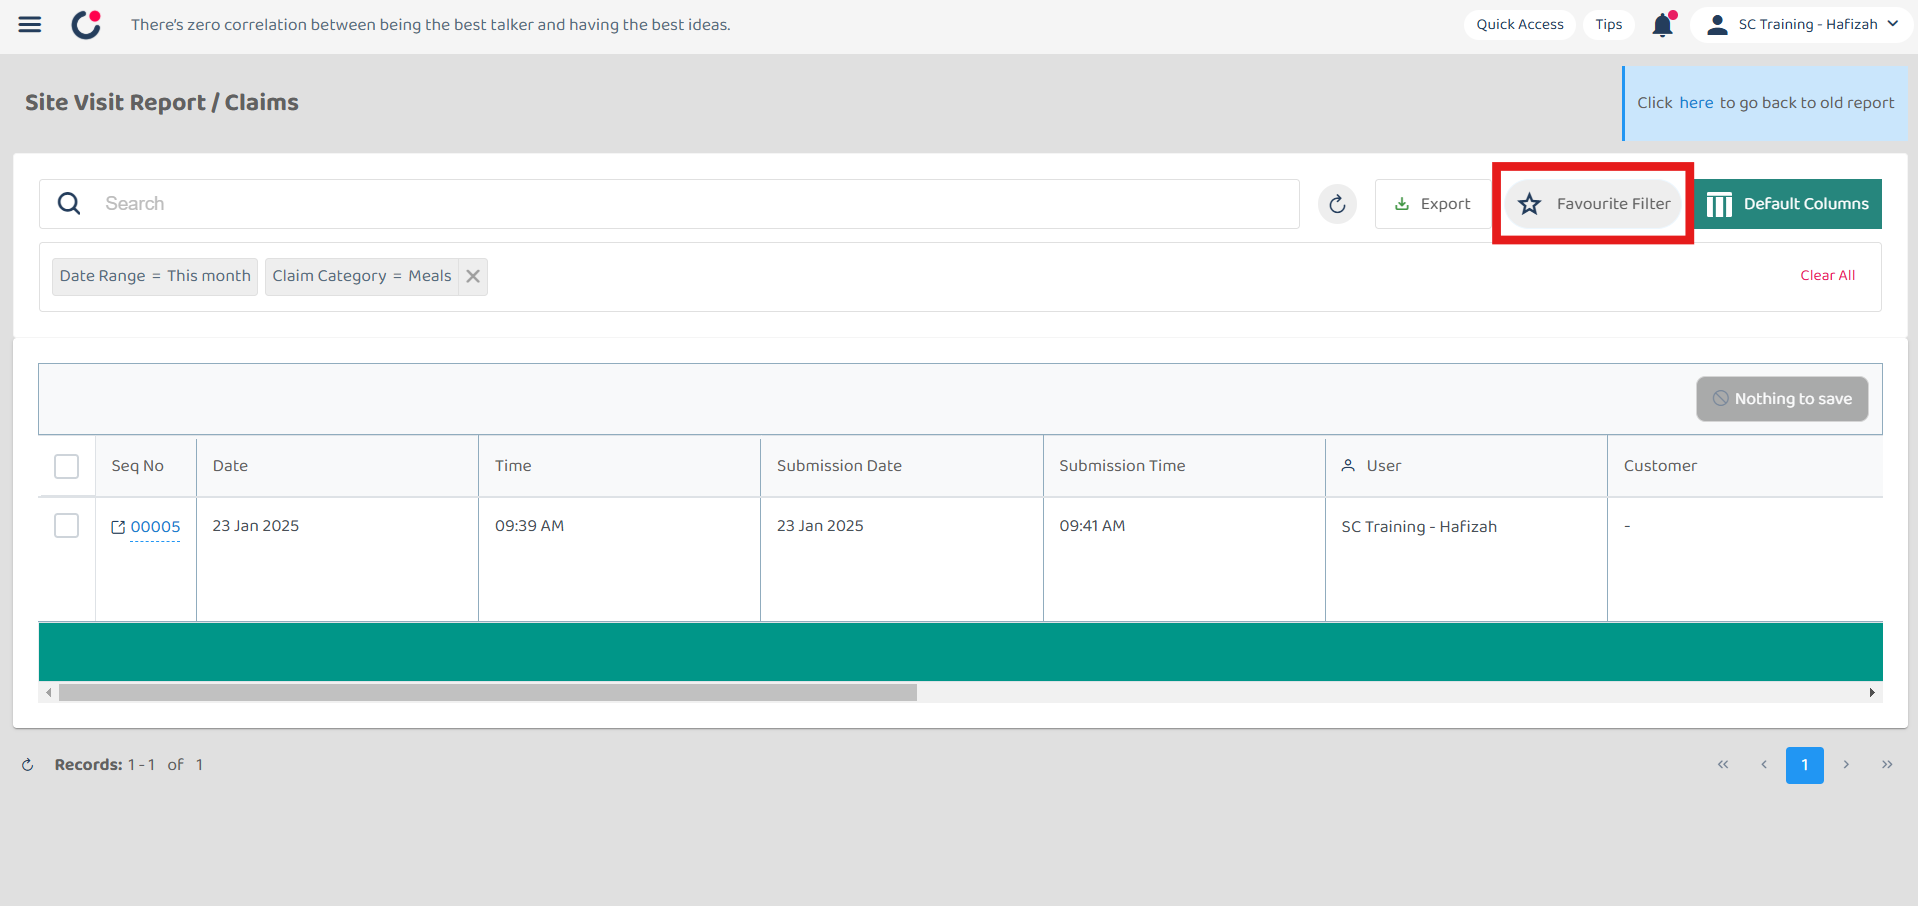 There's zero correlation between being the best talker and having the best ideas.
Quick Access
Tips
SC Training - Hafizah
Site Visit Report / Claims
Click here to go back to old report
Search
Export
Favourite Filter
Default Columns
Date Range = This month
Claim Category = Meals
Clear All
Nothing to save
Seq No Date Time Submission Date Submission Time User Customer
00005 23 Jan 2025 09:39 AM 23 Jan 2025 09:41 AM SC Training - Hafizah -
Records: 1 - 1 of 1
« ‹ 1 › »